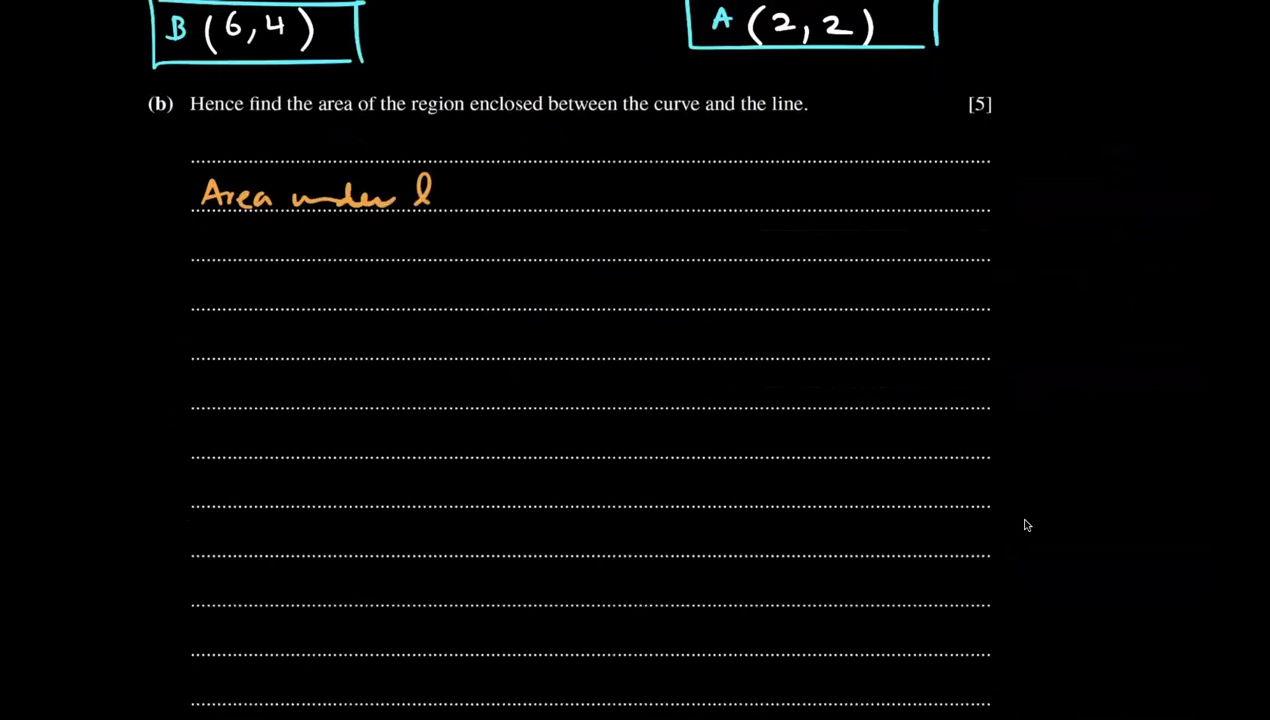 B (6,4) A (2,2)
(b) Hence find the area of the region enclosed between the curve and the line. [5]
Area under l